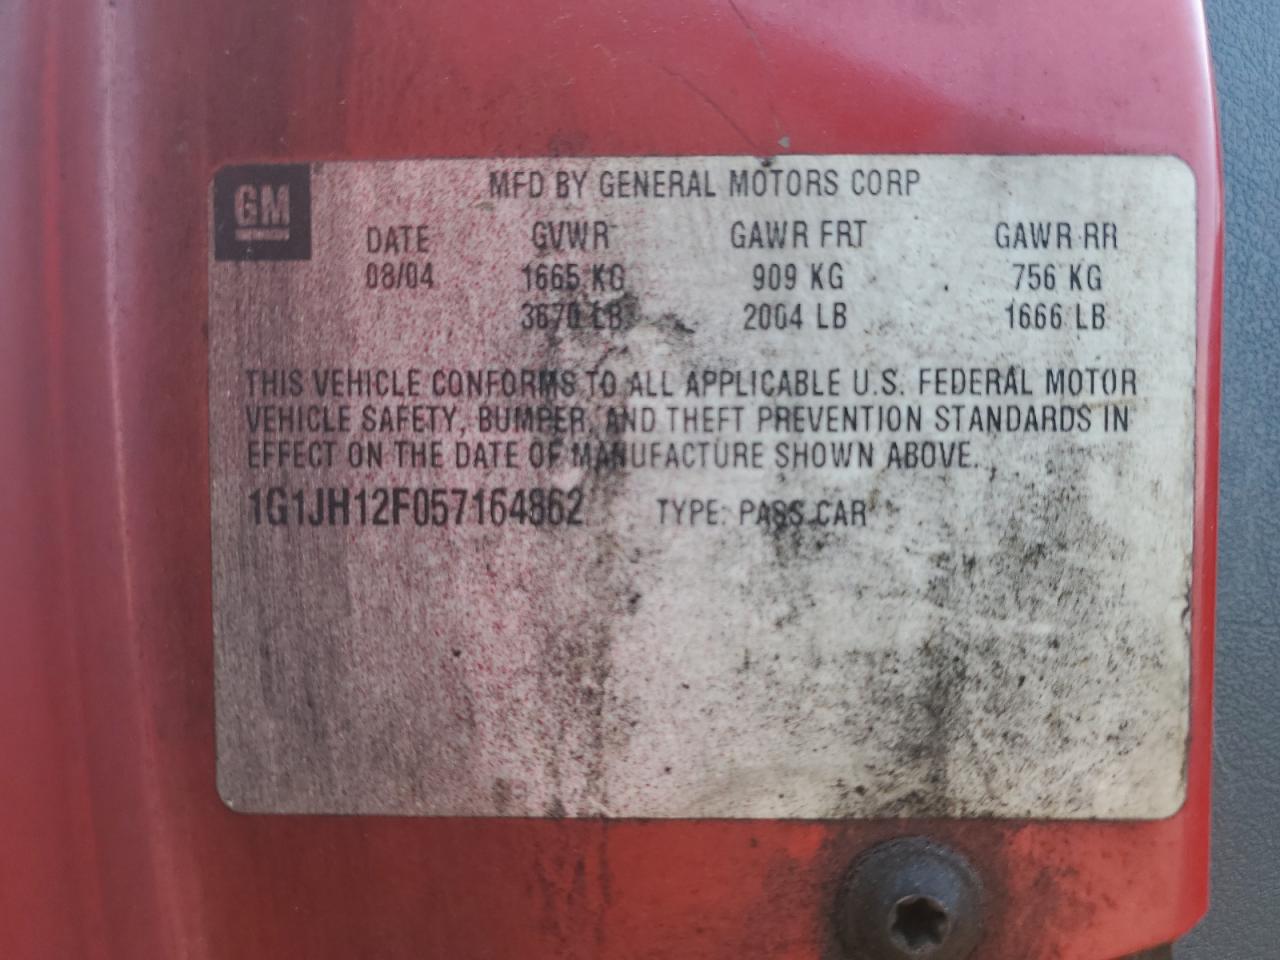 GM
MFD BY GENERAL MOTORS CORP
DATE GVWR GAWR FRT GAWR RR
08/04 1665 KG 909 KG 756 KG
3670 LB 2004 LB 1666 LB
THIS VEHICLE CONFORMS TO ALL APPLICABLE U.S. FEDERAL MOTOR
VEHICLE SAFETY, BUMPER, AND THEFT PREVENTION STANDARDS IN
EFFECT ON THE DATE OF MANUFACTURE SHOWN ABOVE.
1G1JH12F057164862 TYPE: PASS.CAR